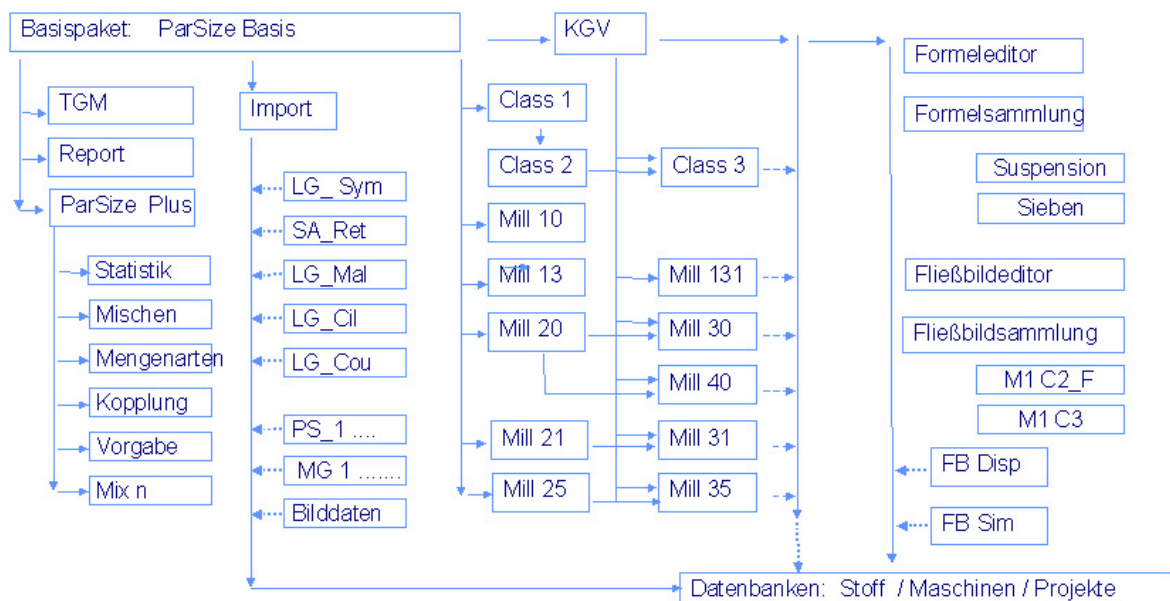 Basispaket: ParSize Basis
KGV
Formeleditor
TGM
Import
Class 1
Formelsammlung
Report
Class 2
Class 3
Suspension
ParSize Plus
LG_ Sym
Sieben
SA_Ret
Mill 10
Statistik
LG_Mal
Mill 13
Mill 131
Fließbildeditor
Mischen
LG_Cil
Mill 20
Mill 30
Fließbildsammlung
Mengenarten
LG_Cou
Mill 40
M1 C2_F
Kopplung
PS_1 ....
M1 C3
Vorgabe
MG 1 .......
Mill 21
Mill 31
FB Disp
Mix n
Bilddaten
Mill 25
Mill 35
FB Sim
Datenbanken: Stoff / Maschinen / Projekte